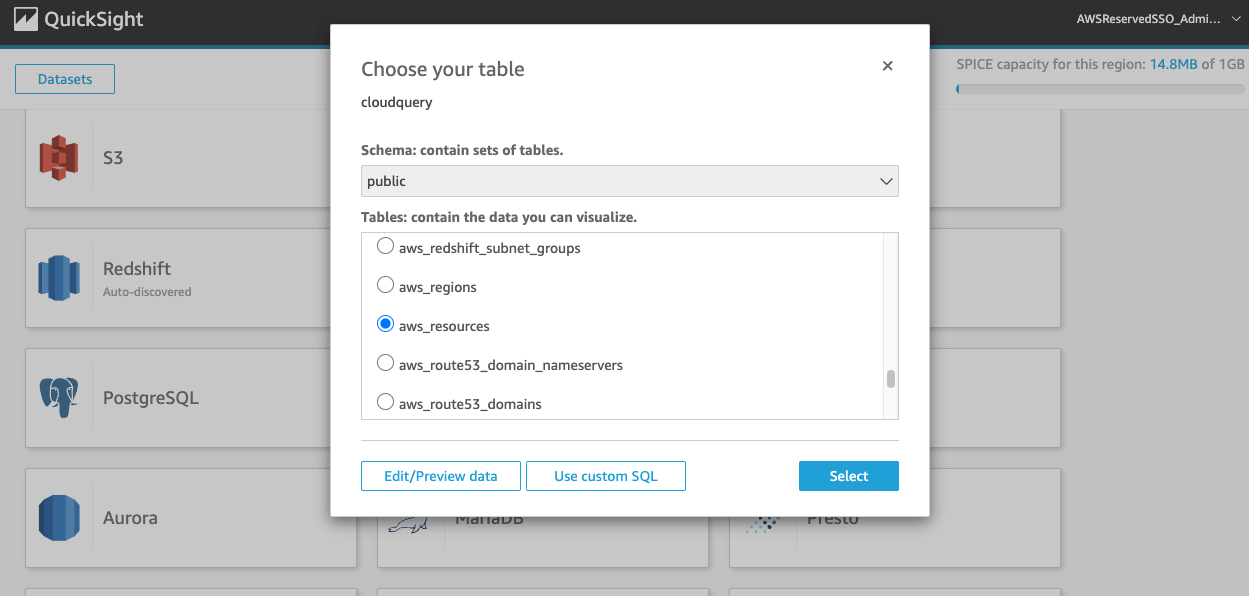 QuickSight
AWSReservedSSO_Admi...
Datasets
SPICE capacity for this region: 14.8MB of 1GB
Choose your table
cloudquery
Schema: contain sets of tables.
public
Tables: contain the data you can visualize.
aws_redshift_subnet_groups
aws_regions
aws_resources
aws_route53_domain_nameservers
aws_route53_domains
Edit/Preview data
Use custom SQL
Select
S3
Redshift
Auto-discovered
PostgreSQL
Aurora
MariaDB
Presto